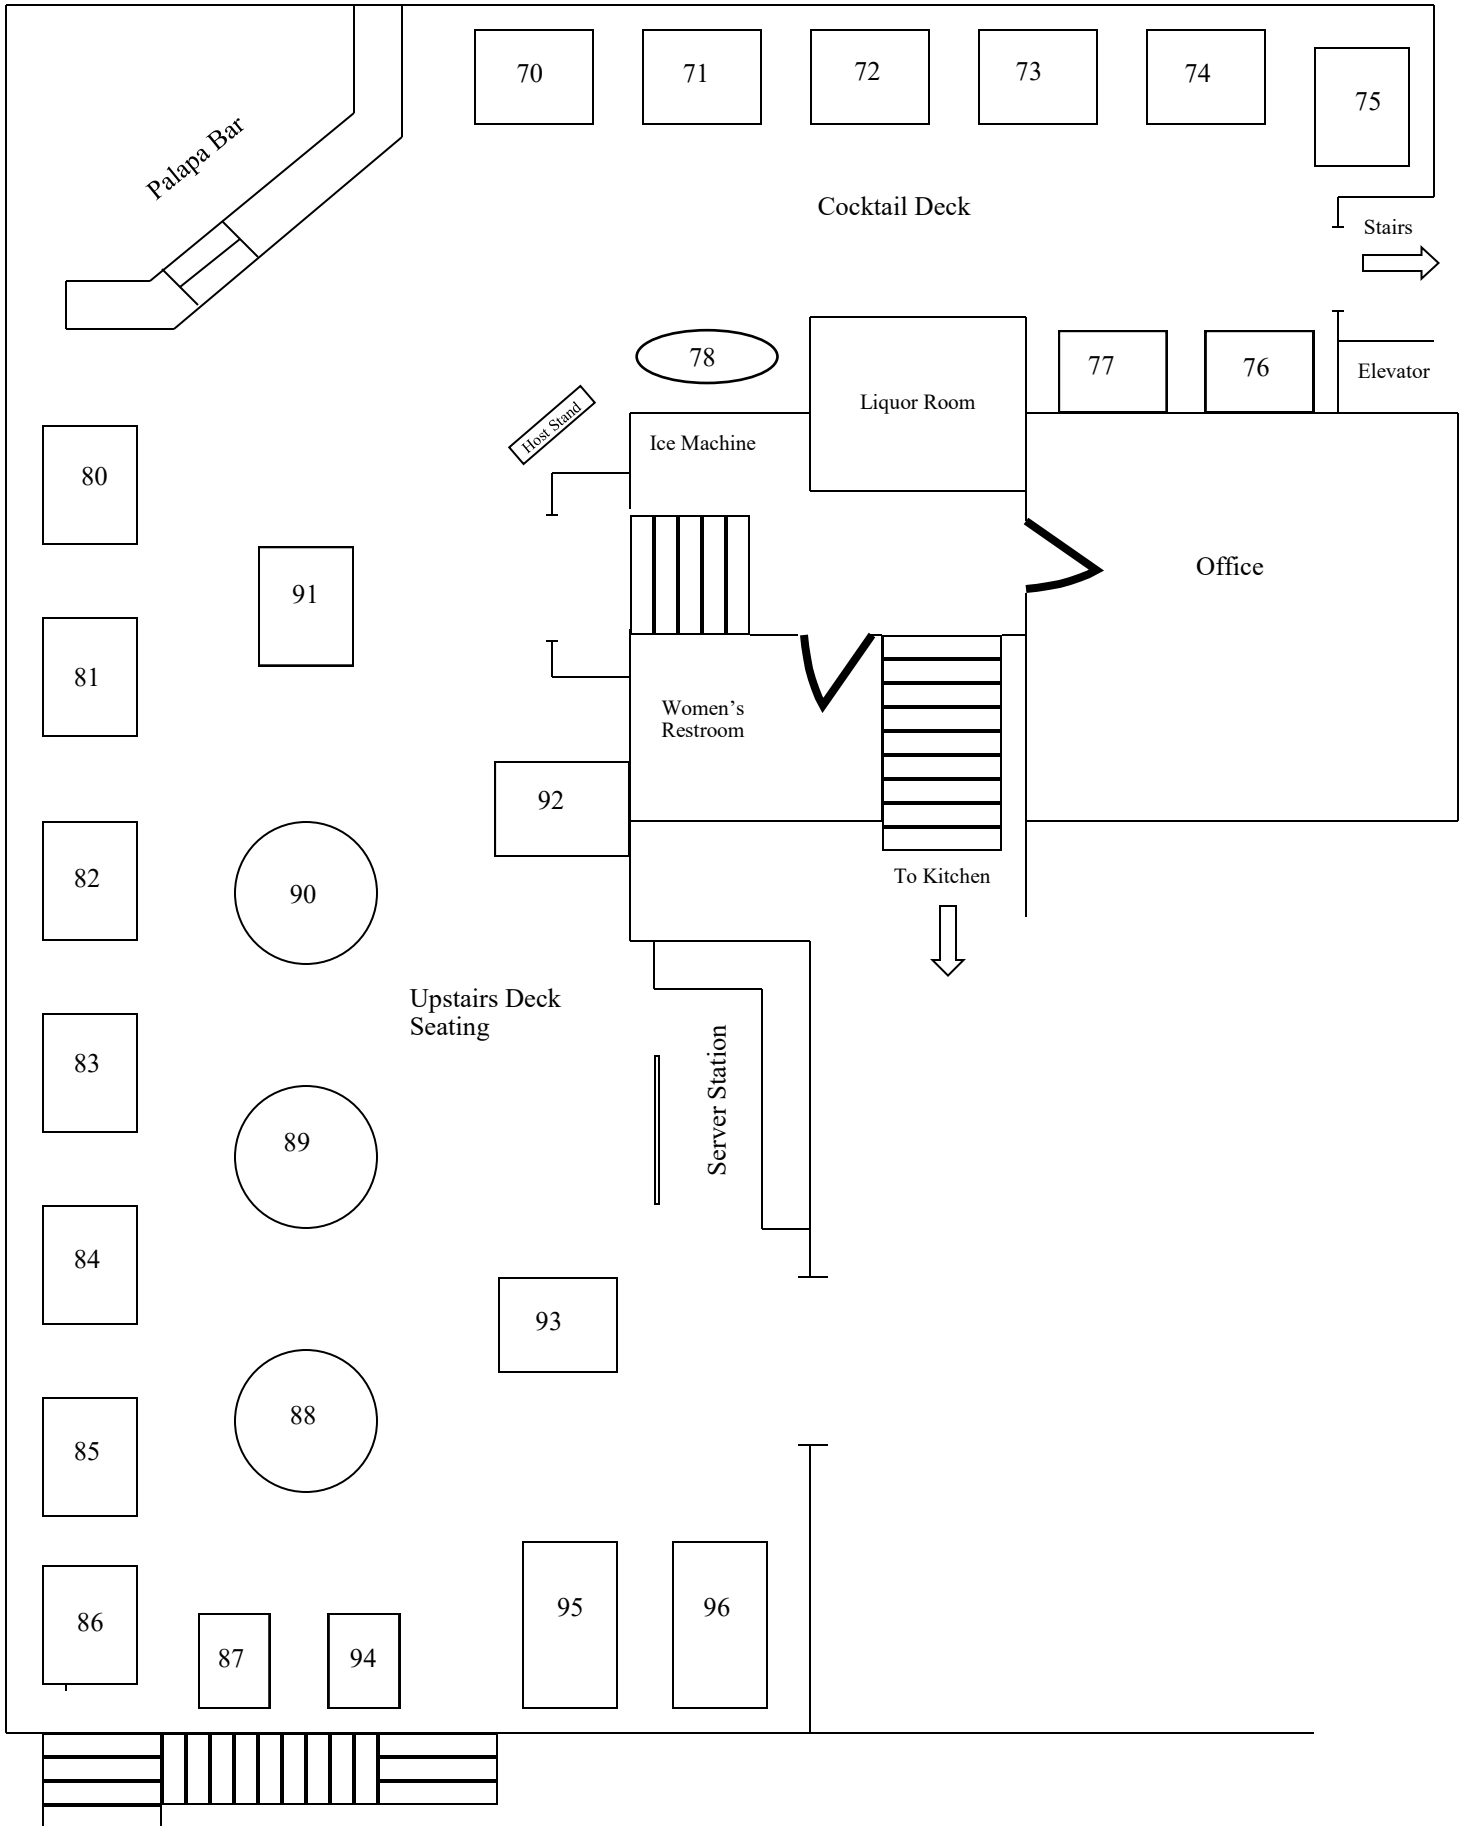 70
71
72
73
74
75
Palapa Bar
Cocktail Deck
Stairs
78
77
76
Elevator
Liquor Room
Host Stand
Ice Machine
80
91
Office
81
Women’s
Restroom
92
82
90
To Kitchen
Upstairs Deck
Seating
83
Server Station
89
84
93
88
85
95
96
86
87
94